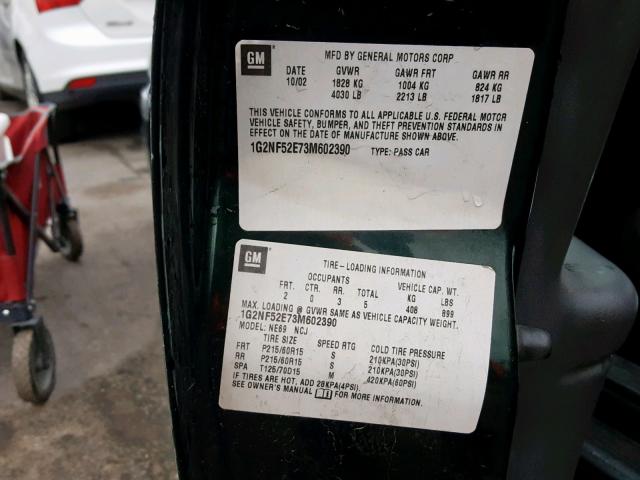 GM
MFD BY GENERAL MOTORS CORP
DATE GVWR GAWR FRT GAWR RR
10/02 1828 KG 1004 KG 824 KG
4030 LB 2213 LB 1817 LB
THIS VEHICLE CONFORMS TO ALL APPLICABLE U.S. FEDERAL MOTOR
VEHICLE SAFETY, BUMPER, AND THEFT PREVENTION STANDARDS IN
EFFECT ON THE DATE OF MANUFACTURE SHOWN ABOVE.
1G2NF52E73M602390 TYPE: PASS CAR
GM
TIRE-LOADING INFORMATION
OCCUPANTS VEHICLE CAP. WT.
FRT. CTR. RR. TOTAL KG LBS
2 0 3 5 408 899
MAX. LOADING @ GVWR SAME AS VEHICLE CAPACITY WEIGHT.
1G2NF52E73M602390
MODEL: NE69 NCJ
TIRE SIZE SPEED RTG COLD TIRE PRESSURE
FRT P215/60R15 S 210KPA(30PSI)
RR P215/60R15 S 210KPA(30PSI)
SPA T125/70D15 M 420KPA(60PSI)
IF TIRES ARE HOT, ADD 28KPA(4PSI).
SEE OWNER'S MANUAL FOR MORE INFORMATION